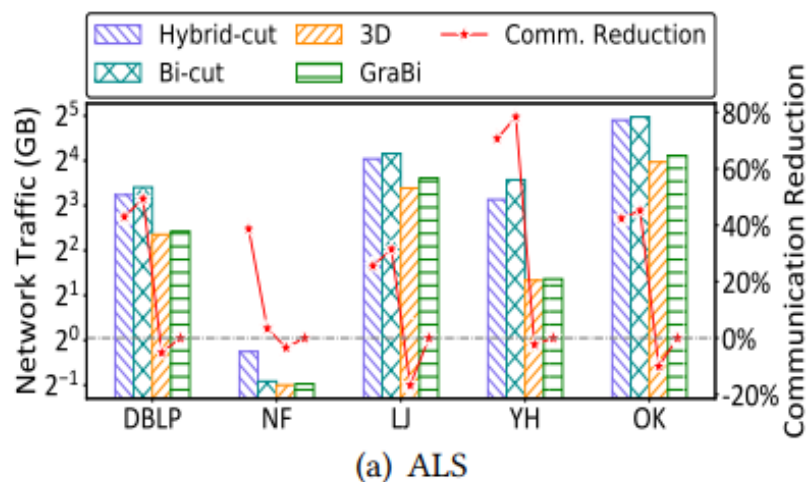 Hybrid-cut 3D Comm. Reduction
Bi-cut GraBi
Network Traffic (GB)
2^5
2^4
2^3
2^2
2^1
2^0
2^-1
80%
60%
40%
20%
0%
-20%
Communication Reduction
DBLP NF LJ YH OK
(a) ALS